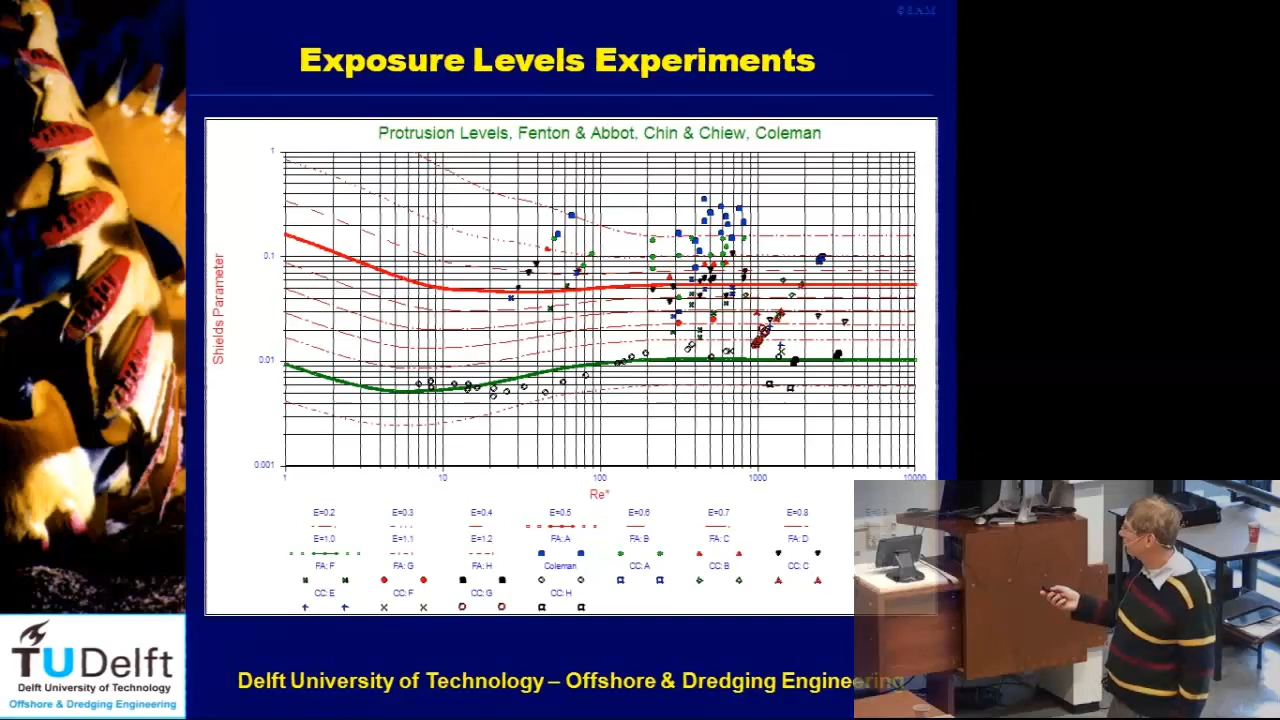 © S.A.M
Exposure Levels Experiments
Protrusion Levels, Fenton & Abbot, Chin & Chiew, Coleman
1
0.1
0.01
0.001
Shields Parameter
1 10 100 1000 10000
Re*
E=0.2 E=0.3 E=0.4 E=0.5 E=0.6 E=0.7 E=0.8 E=0.9
E=1.0 E=1.1 E=1.2 FA: A FA: B FA: C FA: D
FA: F FA: G FA: H Coleman CC: A CC: B CC: C
CC: E CC: F CC: G CC: H
TU Delft
Delft University of Technology
Offshore & Dredging Engineering
Delft University of Technology – Offshore & Dredging Engineering